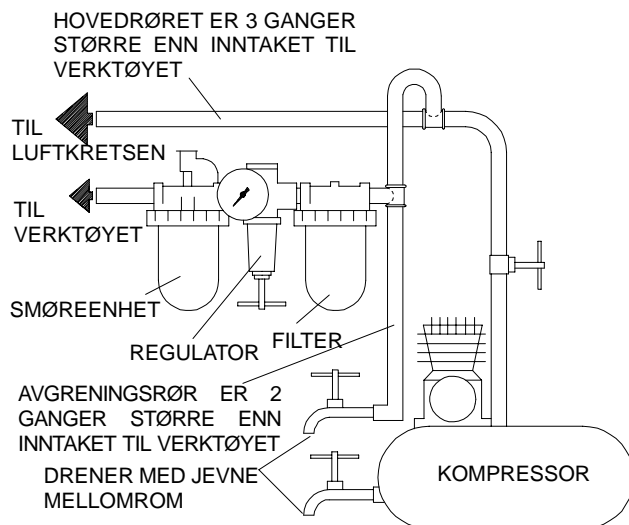 HOVEDRØRET ER 3 GANGER
STØRRE ENN INNTAKET TIL
VERKTØYET
TIL
LUFTKRETSEN
TIL
VERKTØYET
SMØREENHET
REGULATOR
FILTER
AVGRENINGSRØR ER 2
GANGER STØRRE ENN
INNTAKET TIL VERKTØYET
DRENER MED JEVNE
MELLOMROM
KOMPRESSOR